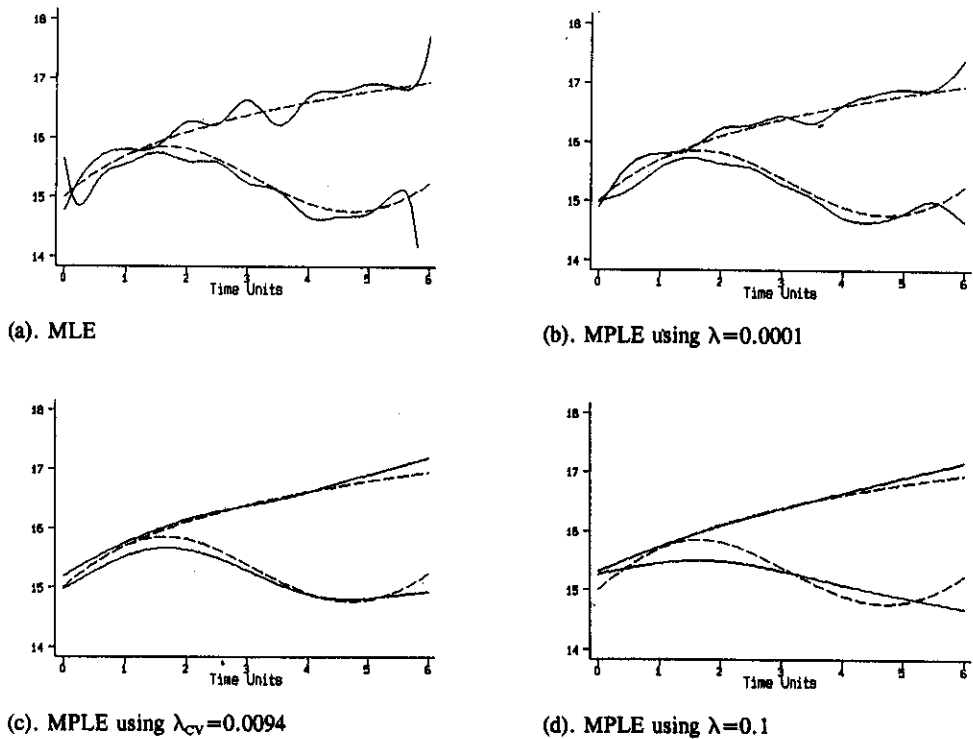 18
17
16
15
14
0 1 2 3 4 5 6
Time Units
(a). MLE
18
17
16
15
14
0 1 2 3 4 5 6
Time Units
(b). MPLE using λ=0.0001
18
17
16
15
14
0 1 2 3 4 5 6
Time Units
(c). MPLE using λCV=0.0094
18
17
16
15
14
0 1 2 3 4 5 6
Time Units
(d). MPLE using λ=0.1